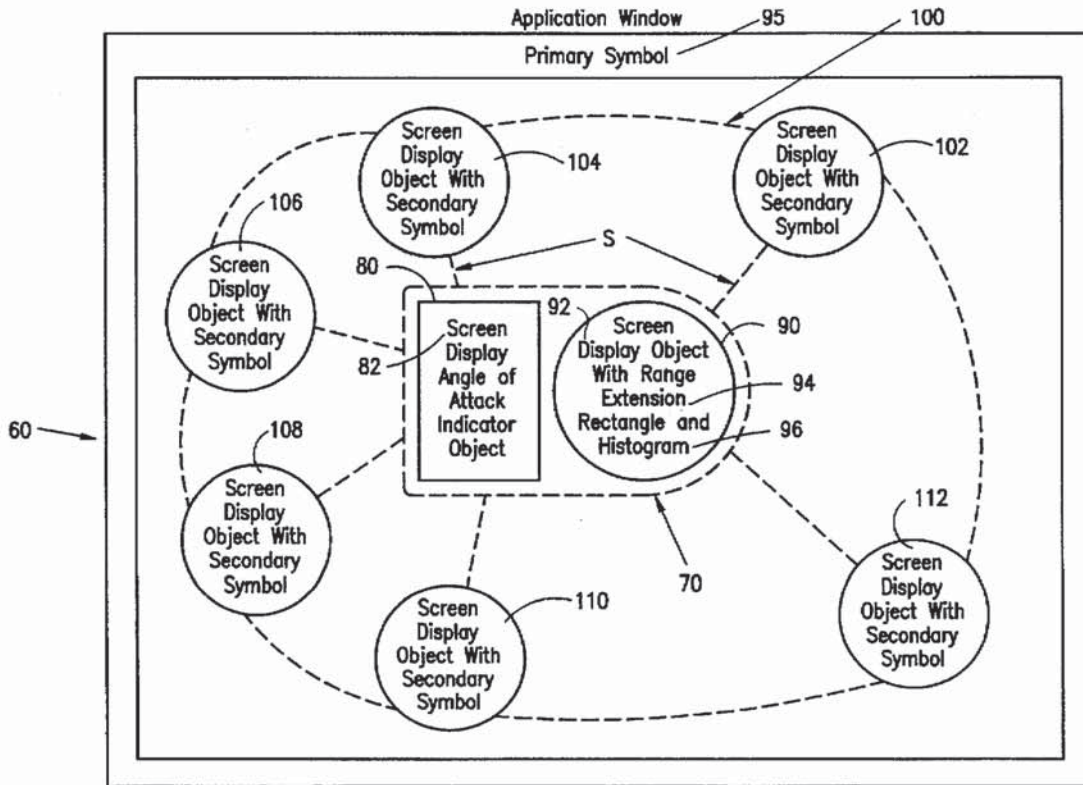 Application Window
95
100
Primary Symbol
Screen
Display
Object With
Secondary
Symbol
104
Screen
Display
Object With
Secondary
Symbol
102
106
Screen
Display
Object With
Secondary
Symbol
S
80
82
Screen
Display
Angle of
Attack
Indicator
Object
92
Screen
Display Object
With Range
Extension
Rectangle and
Histogram
90
94
96
60
108
Screen
Display
Object With
Secondary
Symbol
70
110
Screen
Display
Object With
Secondary
Symbol
112
Screen
Display
Object With
Secondary
Symbol